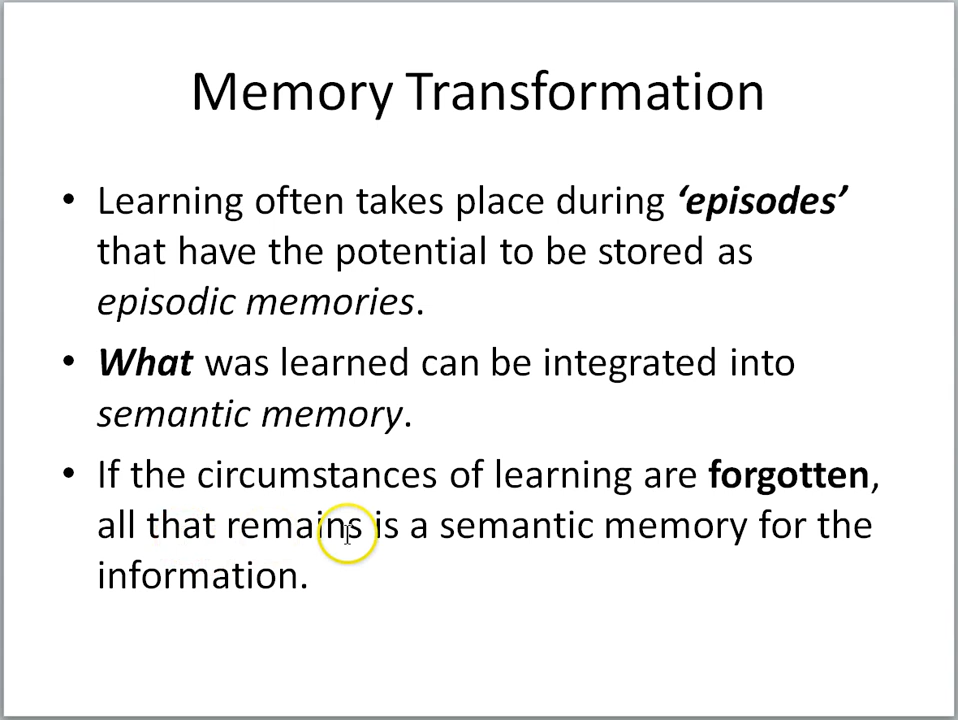 Memory Transformation
• Learning often takes place during ‘episodes’
that have the potential to be stored as
episodic memories.
• What was learned can be integrated into
semantic memory.
• If the circumstances of learning are forgotten,
all that remains is a semantic memory for the
information.